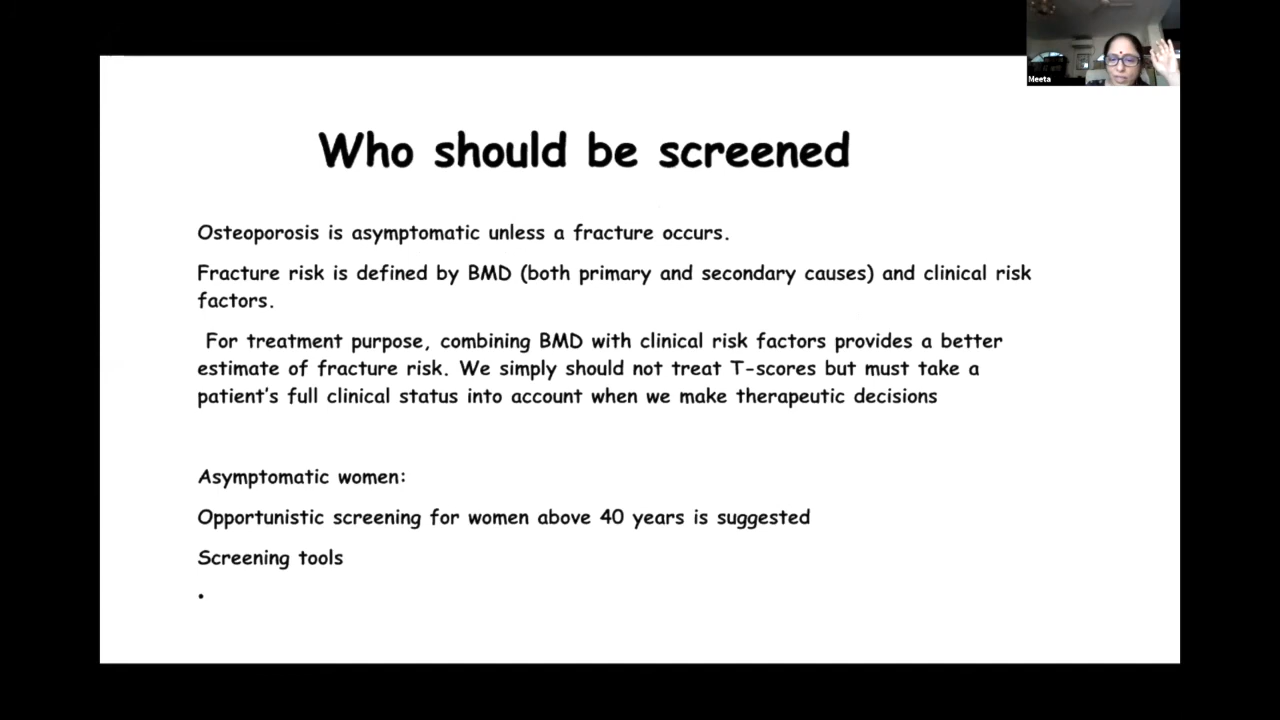 Meeta
Who should be screened
Osteoporosis is asymptomatic unless a fracture occurs.
Fracture risk is defined by BMD (both primary and secondary causes) and clinical risk
factors.
For treatment purpose, combining BMD with clinical risk factors provides a better
estimate of fracture risk. We simply should not treat T-scores but must take a
patient's full clinical status into account when we make therapeutic decisions
Asymptomatic women:
Opportunistic screening for women above 40 years is suggested
Screening tools
•